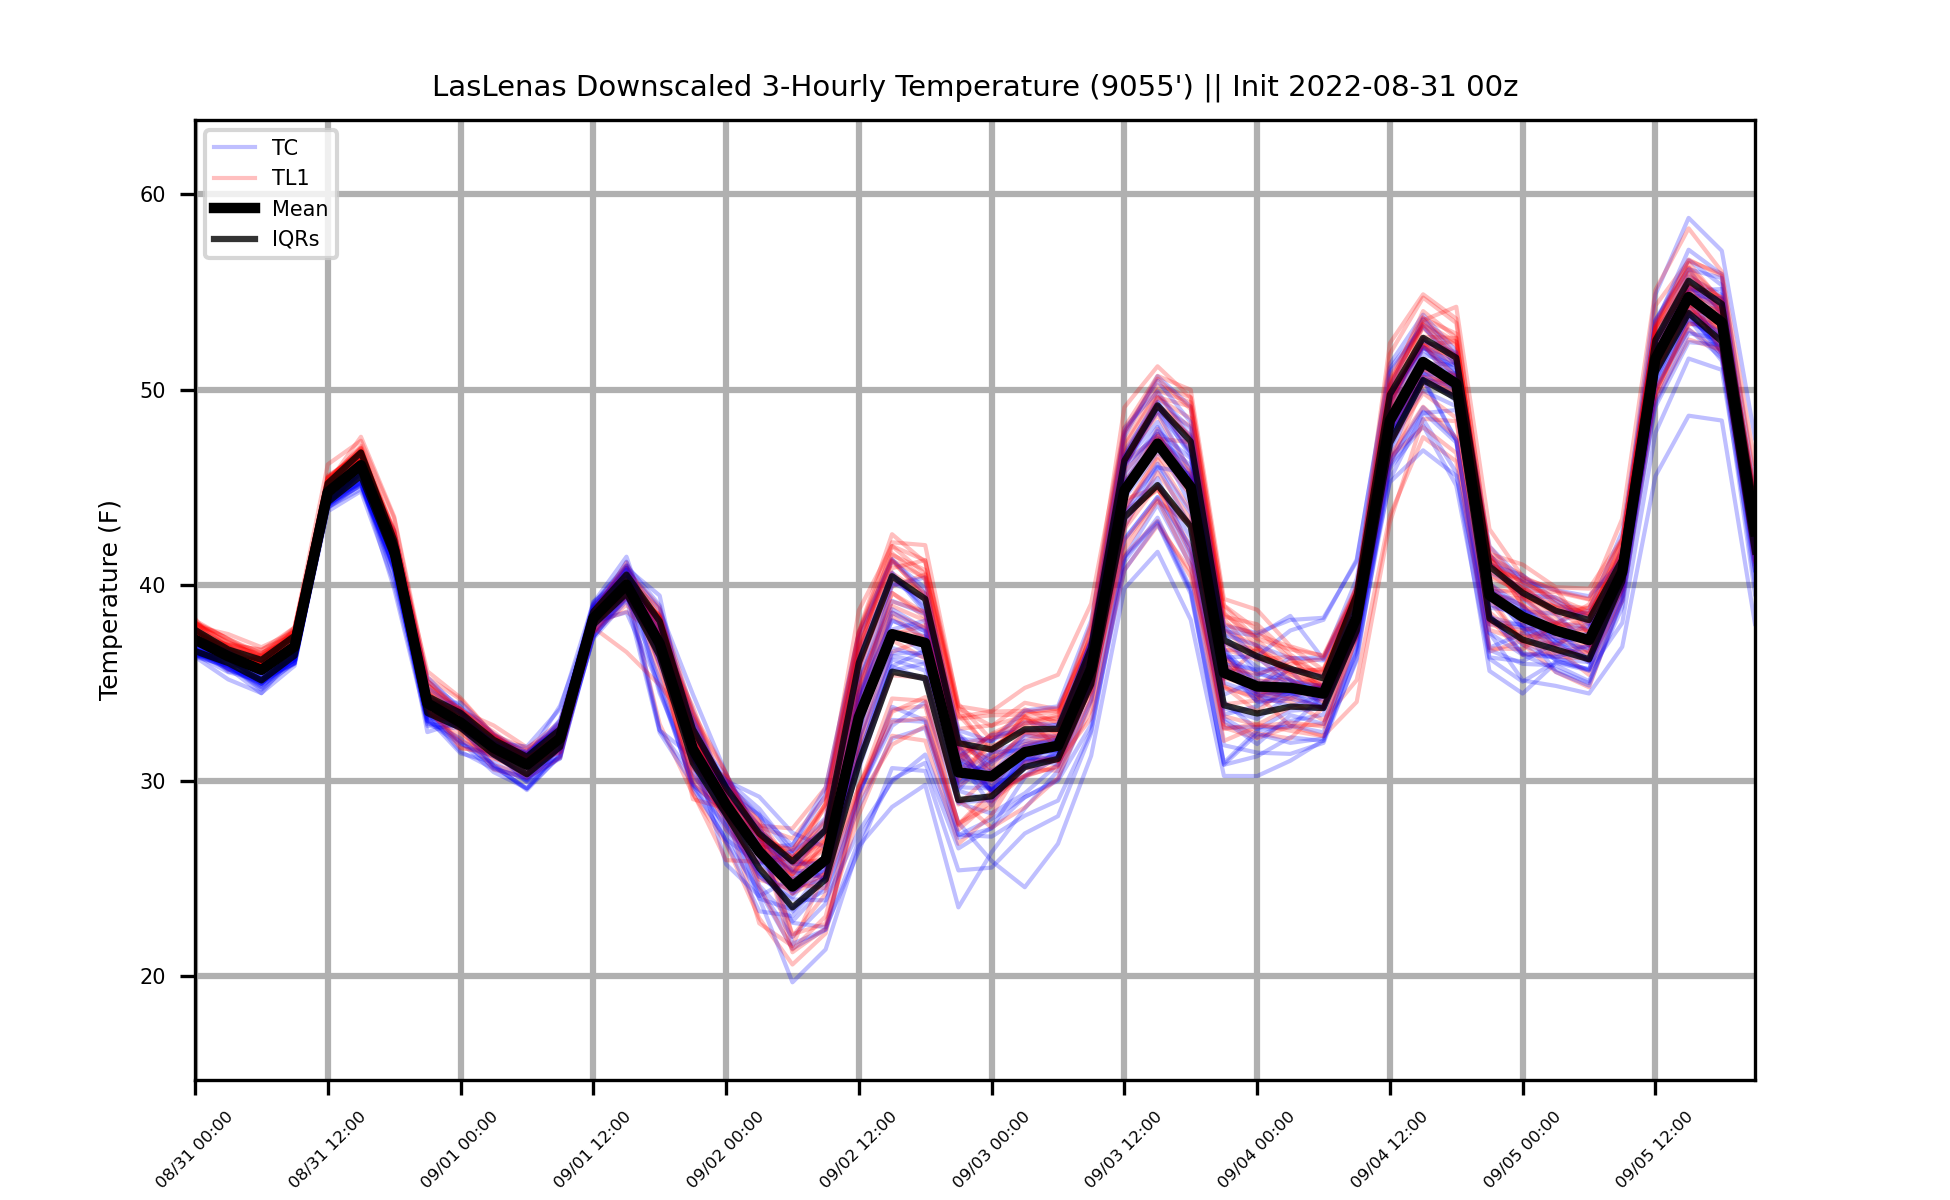 LasLenas Downscaled 3-Hourly Temperature (9055') || Init 2022-08-31 00z
TC
TL1
Mean
IQRs
Temperature (F)
60
50
40
30
20
08/31 00:00
08/31 12:00
09/01 00:00
09/01 12:00
09/02 00:00
09/02 12:00
09/03 00:00
09/03 12:00
09/04 00:00
09/04 12:00
09/05 00:00
09/05 12:00